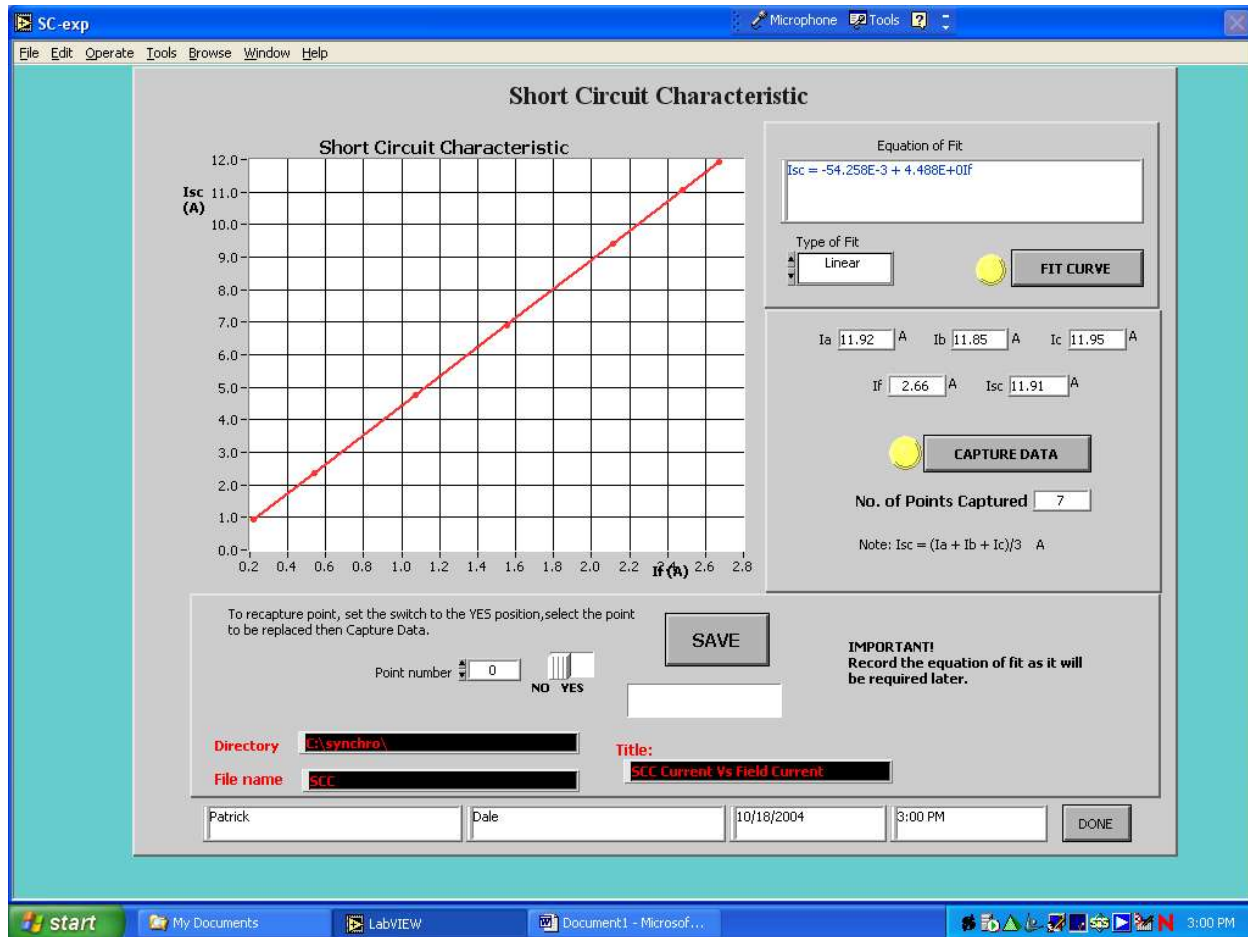 SC-exp
Microphone Tools
File Edit Operate Tools Browse Window Help
Short Circuit Characteristic
Short Circuit Characteristic
Isc
(A)
12.0
11.0
10.0
9.0
8.0
7.0
6.0
5.0
4.0
3.0
2.0
1.0
0.0
0.2 0.4 0.6 0.8 1.0 1.2 1.4 1.6 1.8 2.0 2.2 2.4 2.6 2.8
If (A)
Equation of Fit
Isc = -54.258E-3 + 4.488E+0If
Type of Fit
Linear
FIT CURVE
Ia 11.92 A Ib 11.85 A Ic 11.95 A
If 2.66 A Isc 11.91 A
CAPTURE DATA
No. of Points Captured 7
Note: Isc = (Ia + Ib + Ic)/3 A
To recapture point, set the switch to the YES position,select the point
to be replaced then Capture Data.
Point number 0
NO YES
SAVE
IMPORTANT!
Record the equation of fit as it will
be required later.
Directory C:\synchro\
File name SCC
Title:
SCC Current Vs Field Current
Patrick Dale 10/18/2004 3:00 PM DONE
start My Documents LabVIEW Document1 - Microsof... 3:00 PM